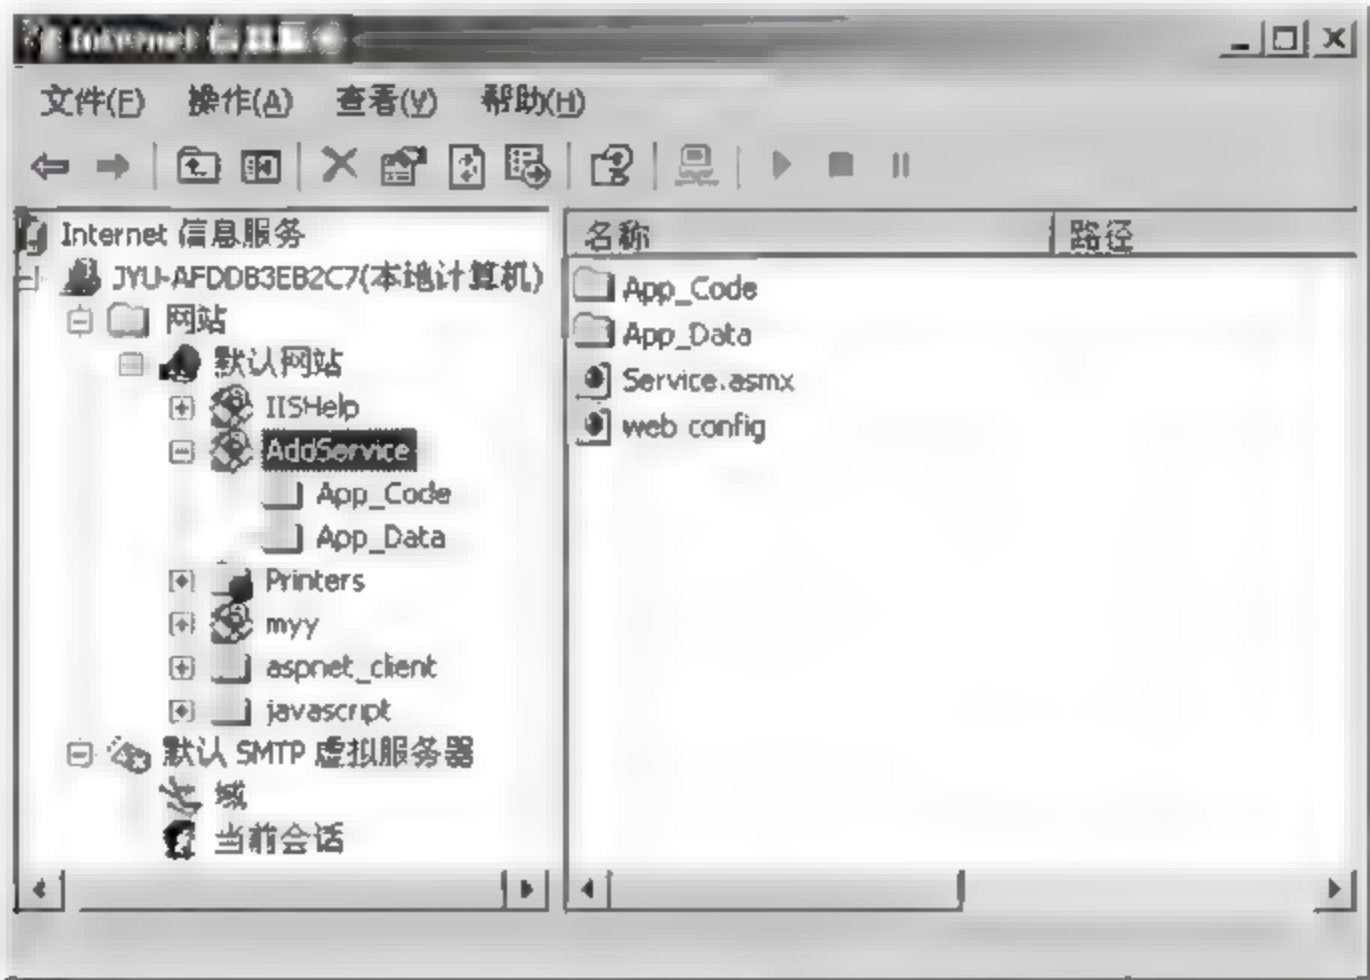 Internet 信息服务
文件(F) 操作(A) 查看(V) 帮助(H)
Internet 信息服务
JYU-AFDDB3EB2C7(本地计算机)
网站
默认网站
IISHelp
AddService
App_Code
App_Data
Printers
myy
aspnet_client
javascript
默认 SMTP 虚拟服务器
域
当前会话
名称 路径
App_Code
App_Data
Service.asmx
web config